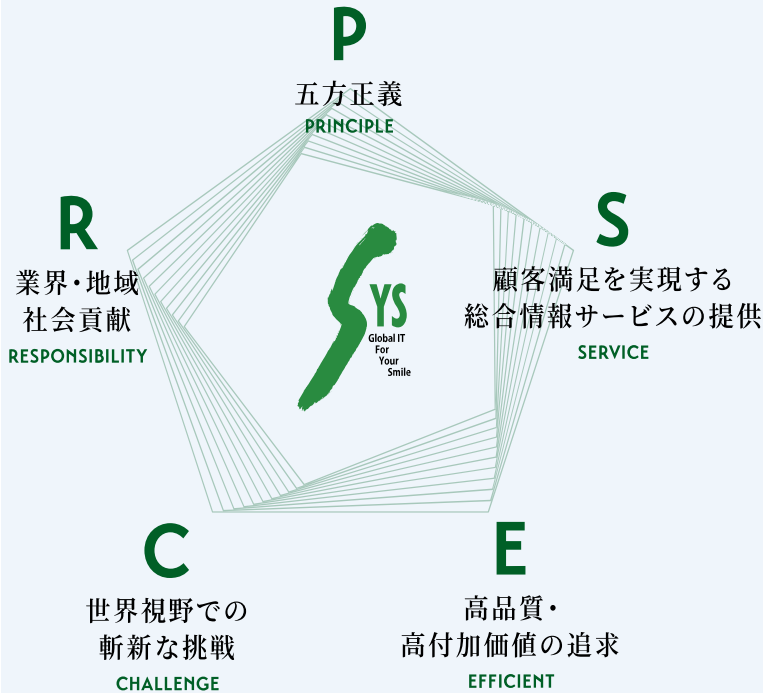 P
五方正義
PRINCIPLE
R
業界・地域
社会貢献
RESPONSIBILITY
S
顧客満足を実現する
総合情報サービスの提供
SERVICE
SYS
Global IT
For
Your
Smile
C
世界視野での
斬新な挑戦
CHALLENGE
E
高品質・
高付加価値の追求
EFFICIENT